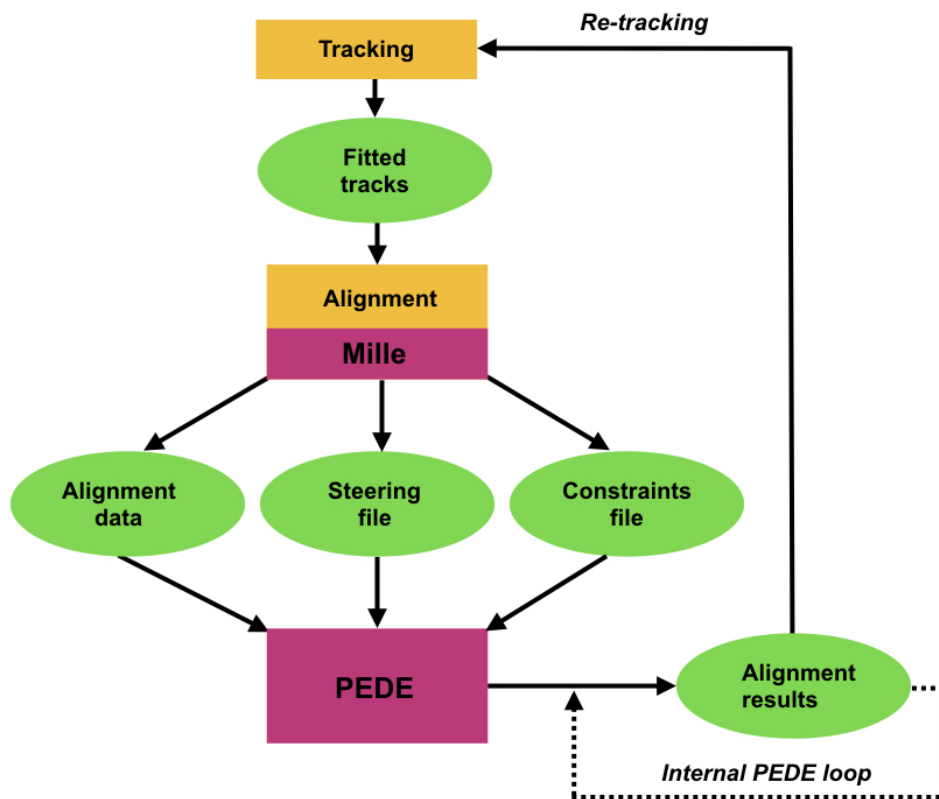 Re-tracking
Tracking
Fitted
tracks
Alignment
Mille
Alignment
data
Steering
file
Constraints
file
PEDE
Alignment
results
Internal PEDE loop